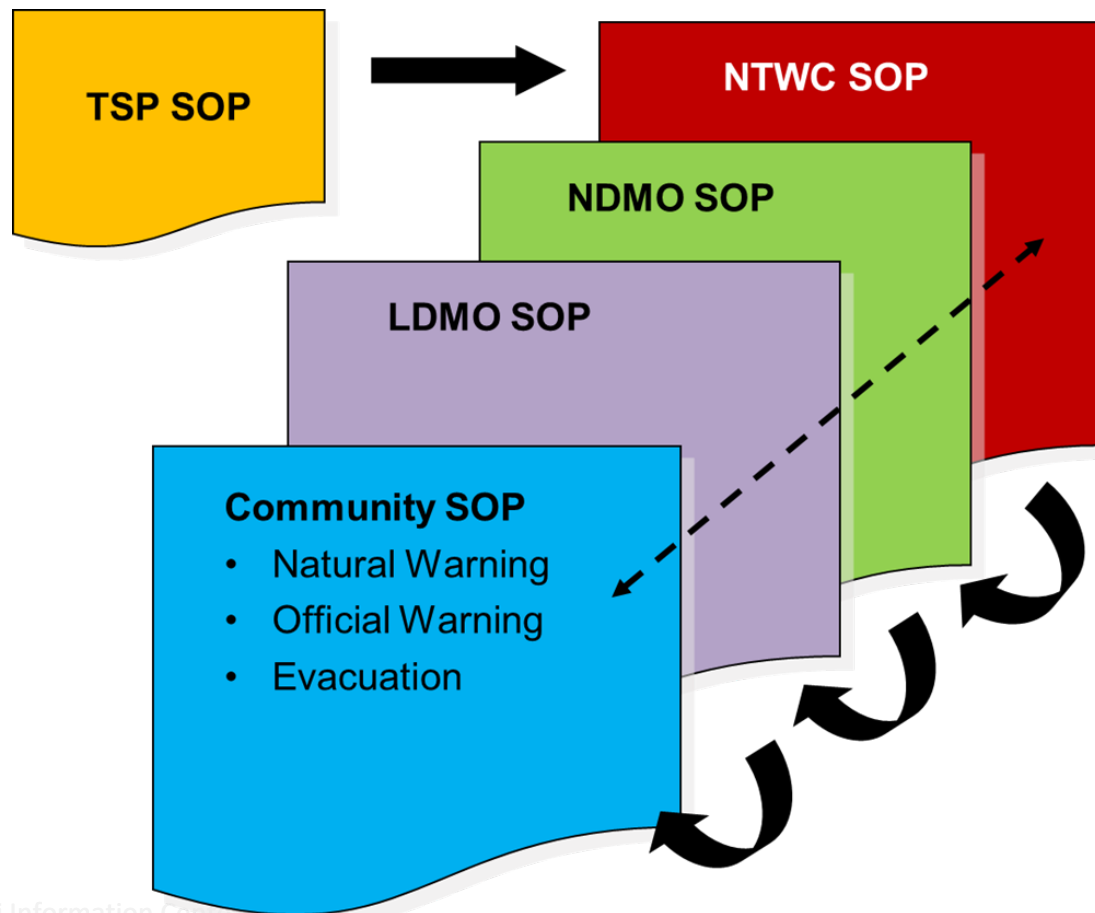 TSP SOP
NTWC SOP
NDMO SOP
LDMO SOP
Community SOP
• Natural Warning
• Official Warning
• Evacuation